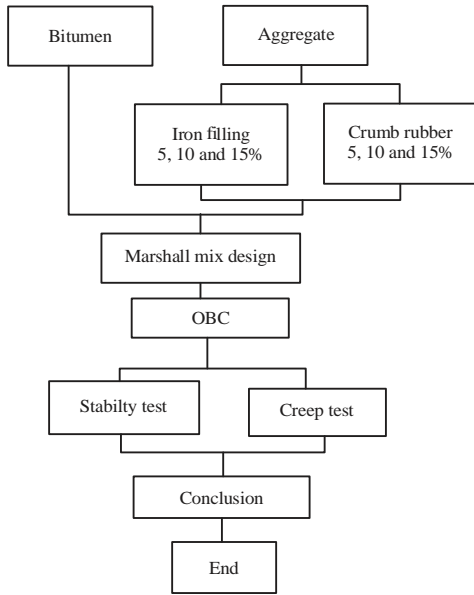 Bitumen
Aggregate
Iron filling
5, 10 and 15%
Crumb rubber
5, 10 and 15%
Marshall mix design
OBC
Stabilty test
Creep test
Conclusion
End